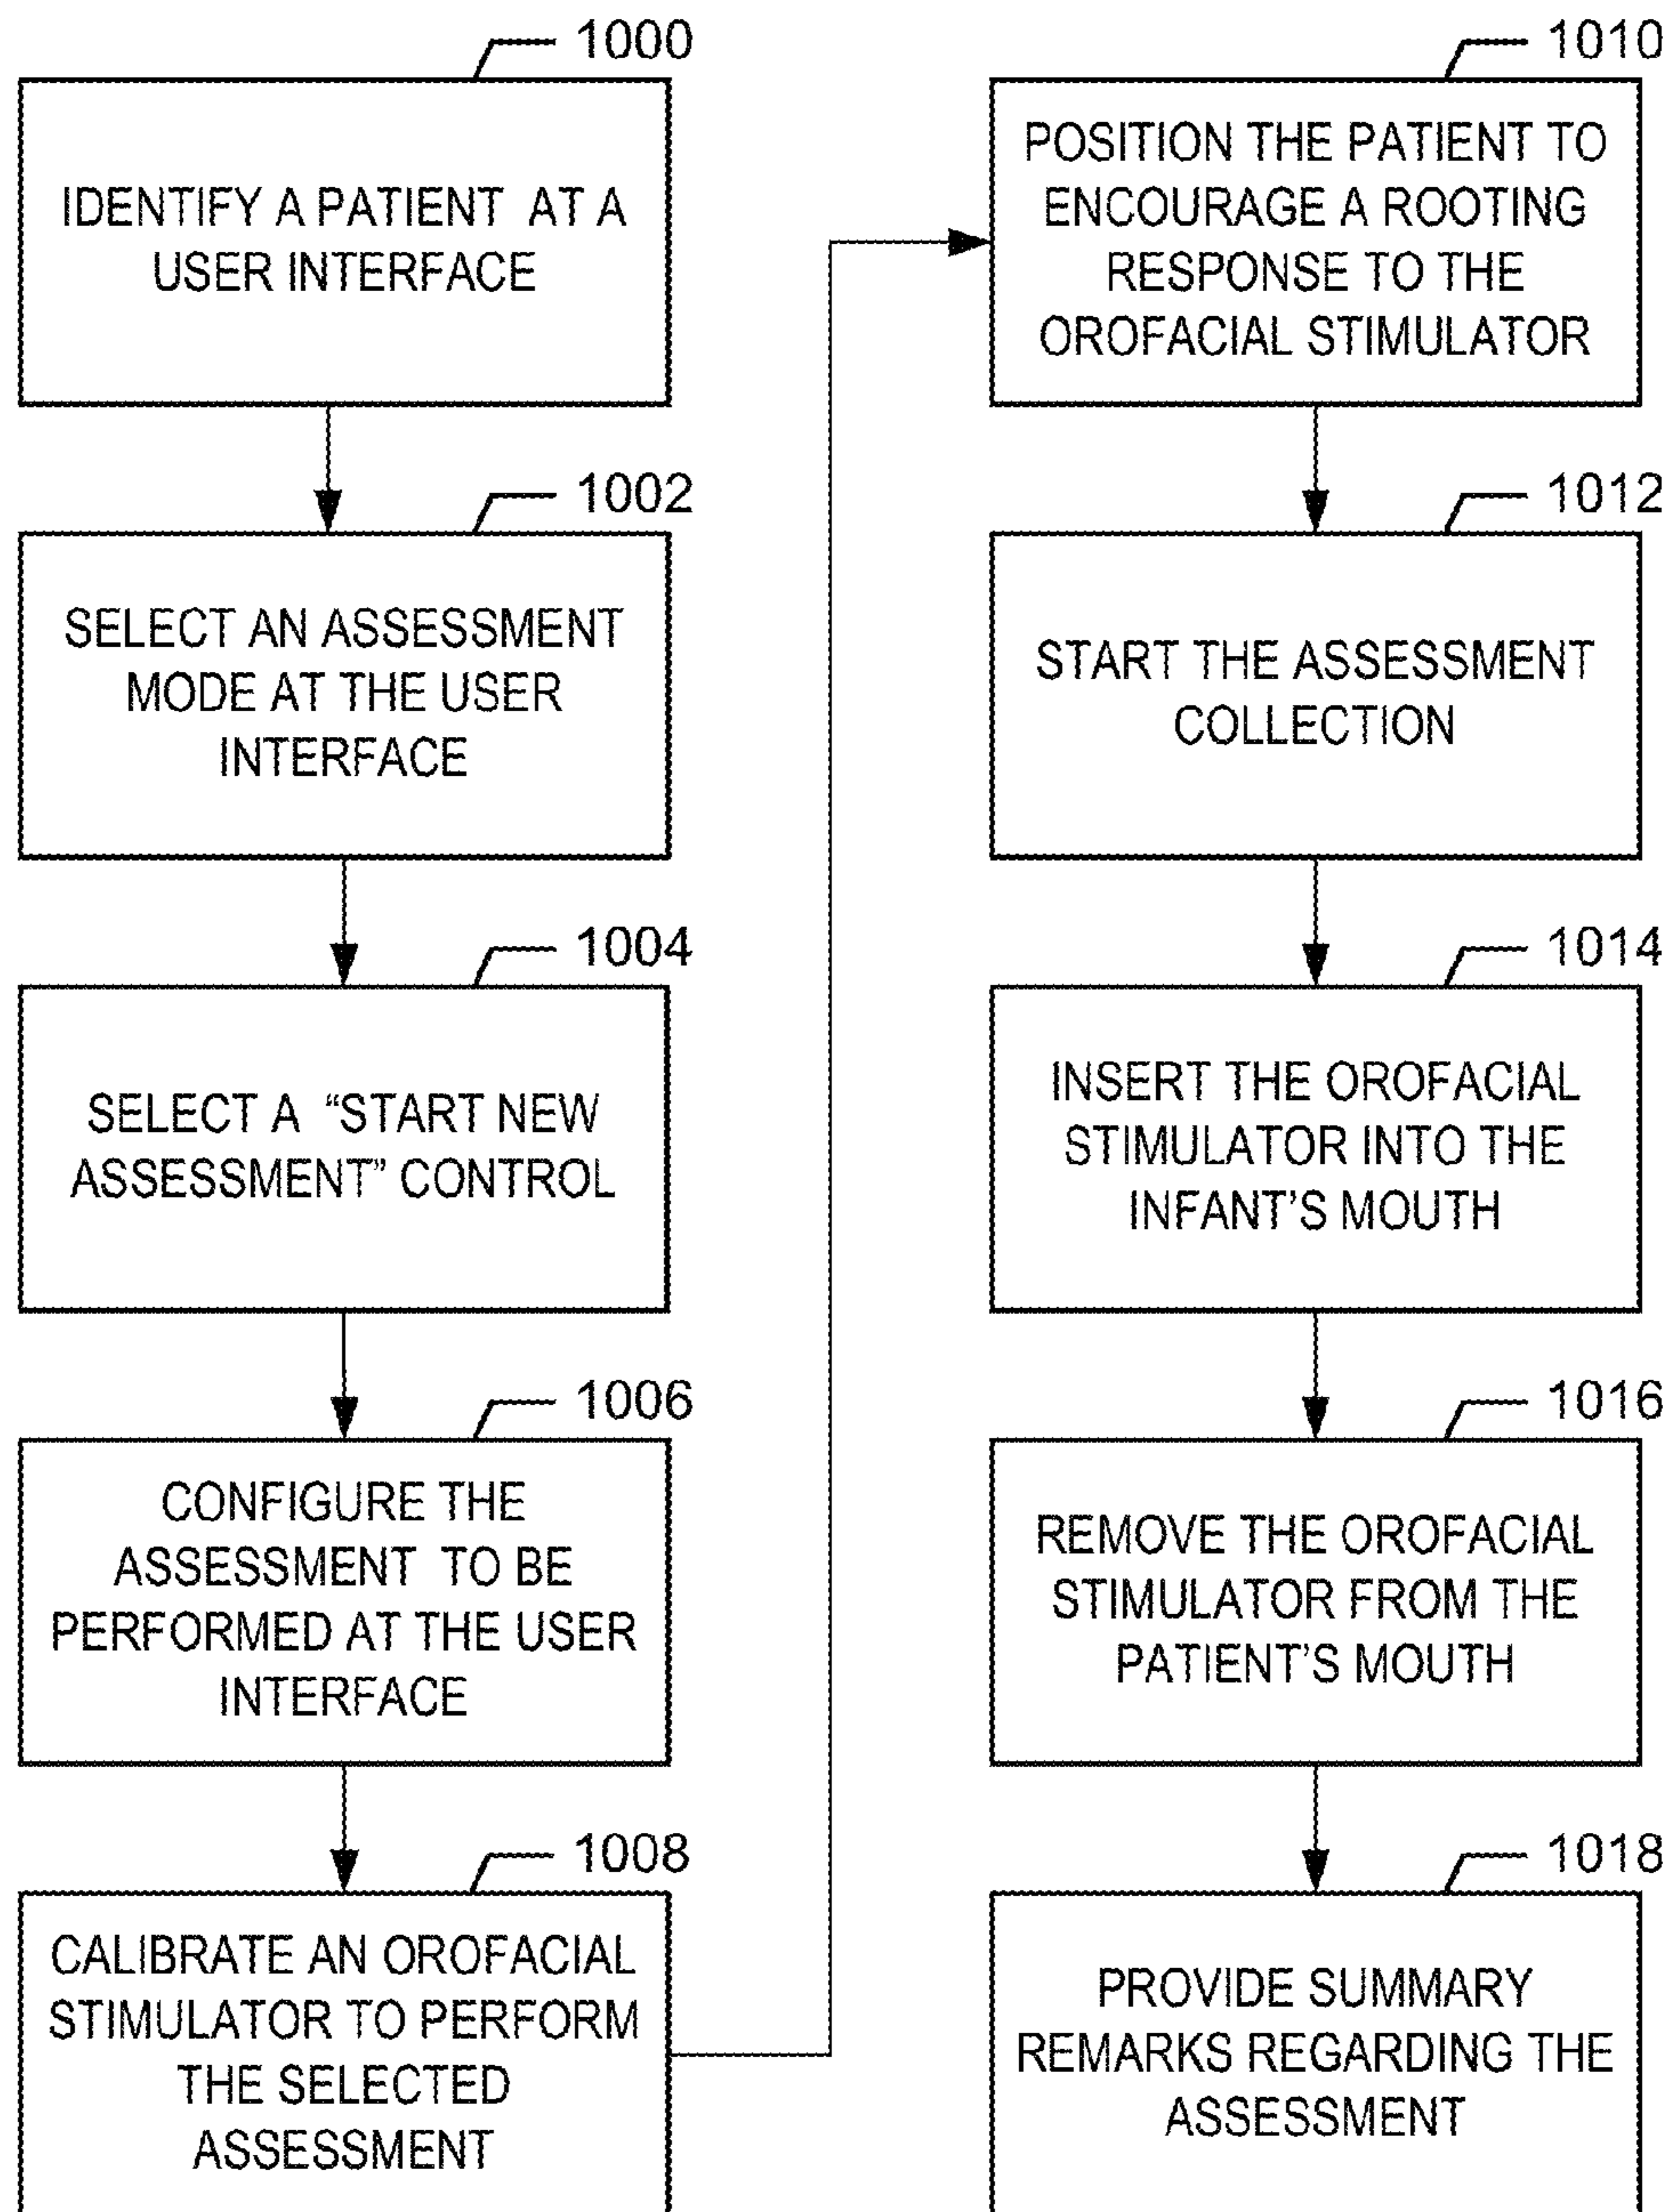 1000
IDENTIFY A PATIENT AT A
USER INTERFACE
1002
SELECT AN ASSESSMENT
MODE AT THE USER
INTERFACE
1004
SELECT A “START NEW
ASSESSMENT” CONTROL
1006
CONFIGURE THE
ASSESSMENT TO BE
PERFORMED AT THE USER
INTERFACE
1008
CALIBRATE AN OROFACIAL
STIMULATOR TO PERFORM
THE SELECTED
ASSESSMENT
1010
POSITION THE PATIENT TO
ENCOURAGE A ROOTING
RESPONSE TO THE
OROFACIAL STIMULATOR
1012
START THE ASSESSMENT
COLLECTION
1014
INSERT THE OROFACIAL
STIMULATOR INTO THE
INFANT’S MOUTH
1016
REMOVE THE OROFACIAL
STIMULATOR FROM THE
PATIENT’S MOUTH
1018
PROVIDE SUMMARY
REMARKS REGARDING THE
ASSESSMENT